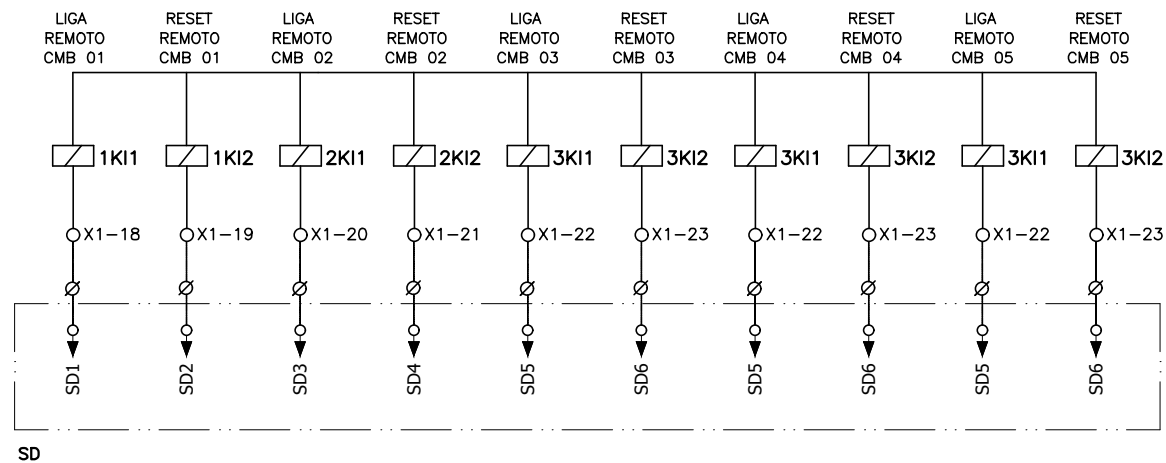 LIGA REMOTO CMB 01
RESET REMOTO CMB 01
LIGA REMOTO CMB 02
RESET REMOTO CMB 02
LIGA REMOTO CMB 03
RESET REMOTO CMB 03
LIGA REMOTO CMB 04
RESET REMOTO CMB 04
LIGA REMOTO CMB 05
RESET REMOTO CMB 05
1KI1 1KI2 2KI1 2KI2 3KI1 3KI2 3KI1 3KI2 3KI1 3KI2
X1-18 X1-19 X1-20 X1-21 X1-22 X1-23 X1-22 X1-23 X1-22 X1-23
SD1 SD2 SD3 SD4 SD5 SD6 SD5 SD6 SD5 SD6
SD